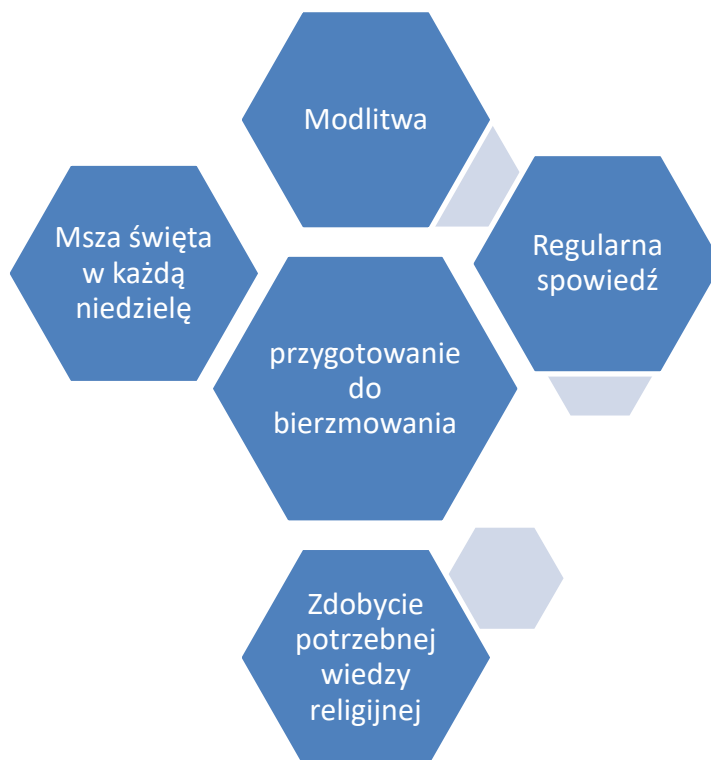 Modlitwa
Msza święta
w każdą
niedzielę
Regularna
spowiedź
przygotowanie
do
bierzmowania
Zdobycie
potrzebnej
wiedzy
religijnej